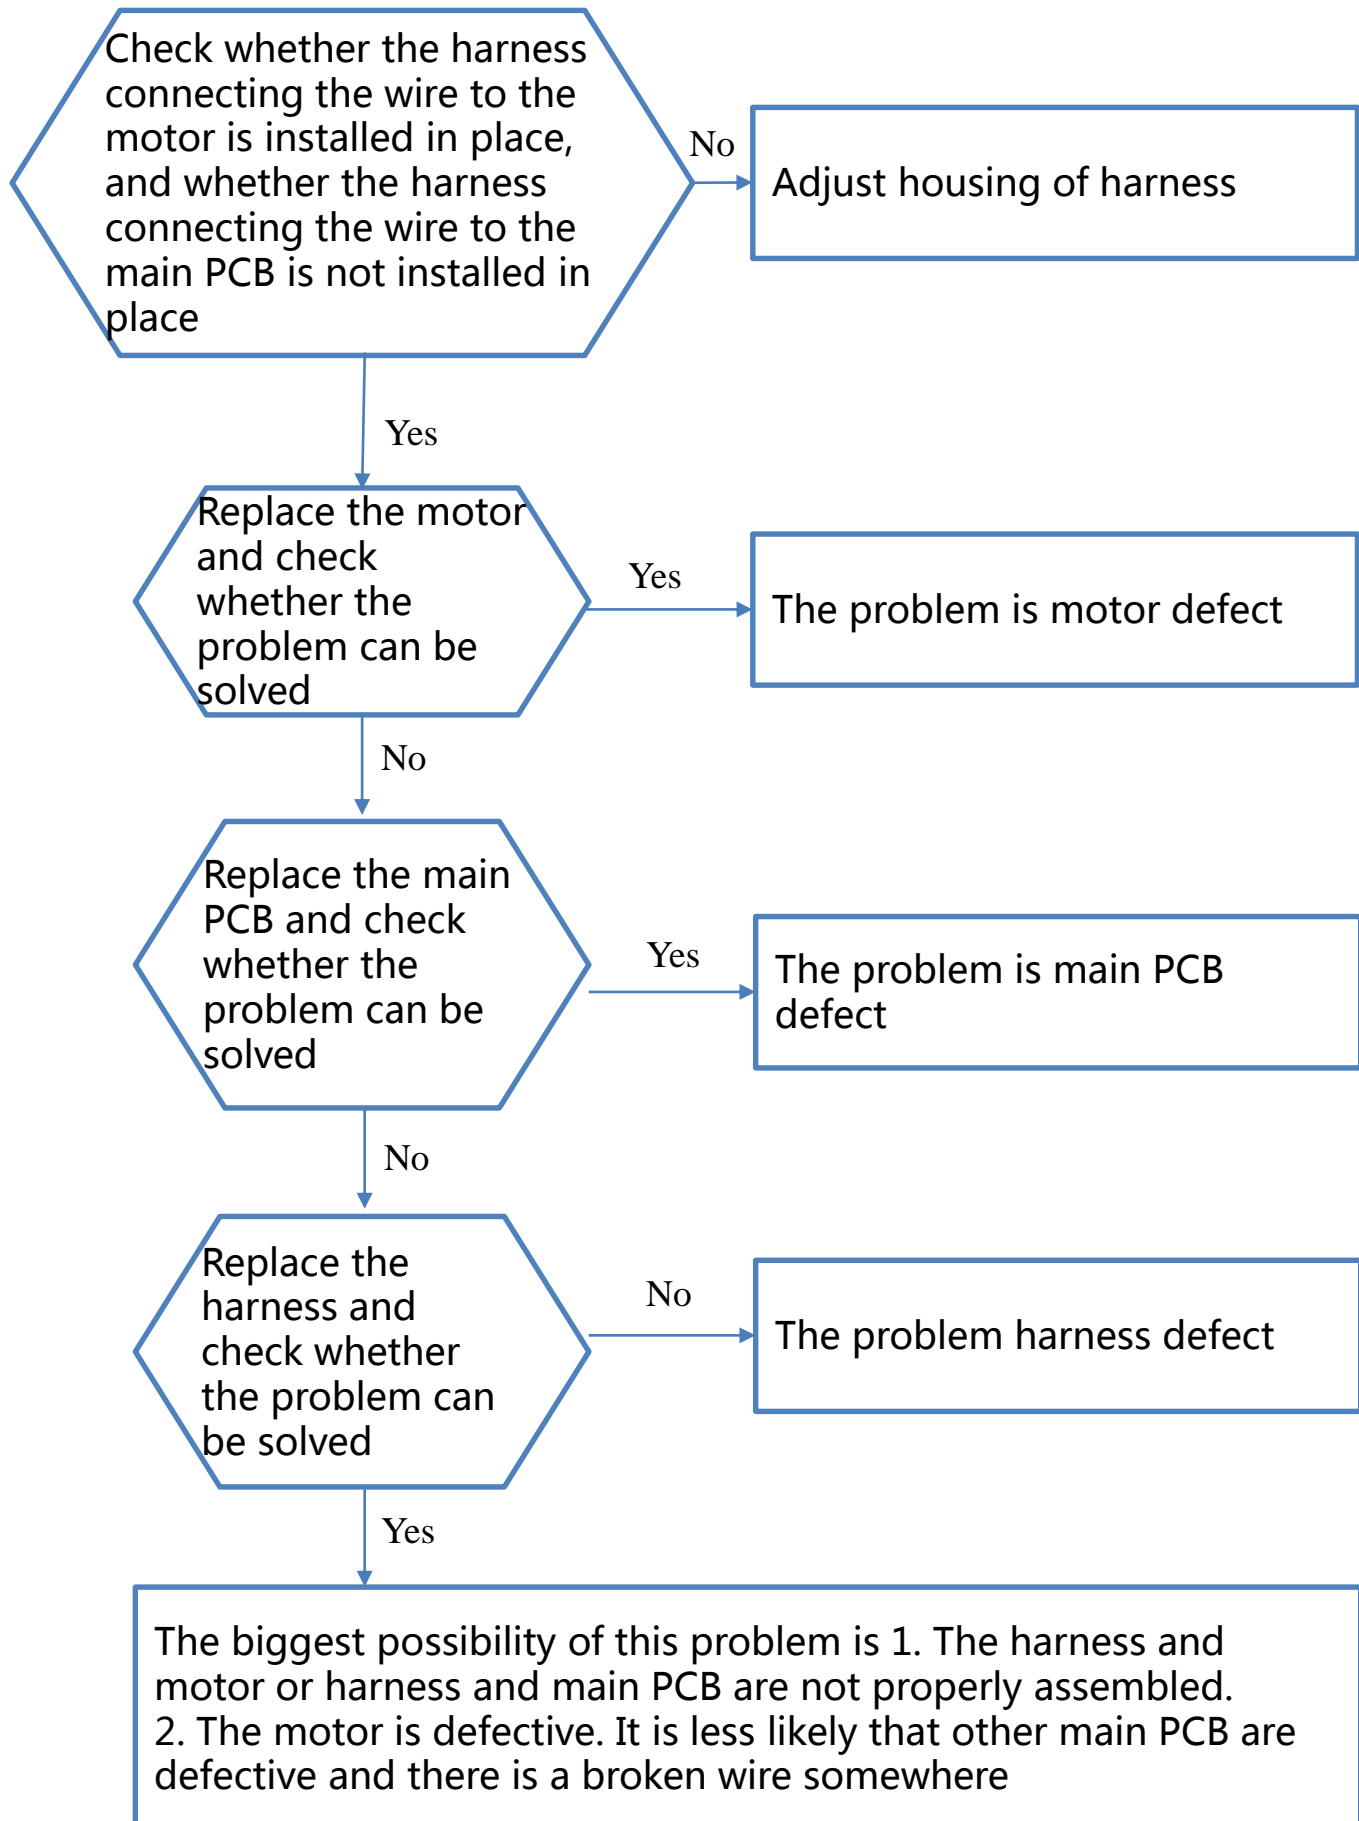 Check whether the harness
connecting the wire to the
motor is installed in place,
and whether the harness
connecting the wire to the
main PCB is not installed in
place
No
Adjust housing of harness
Yes
Replace the motor
and check
whether the
problem can be
solved
Yes
The problem is motor defect
No
Replace the main
PCB and check
whether the
problem can be
solved
Yes
The problem is main PCB
defect
No
Replace the
harness and
check whether
the problem can
be solved
No
The problem harness defect
Yes
The biggest possibility of this problem is 1. The harness and
motor or harness and main PCB are not properly assembled.
2. The motor is defective. It is less likely that other main PCB are
defective and there is a broken wire somewhere